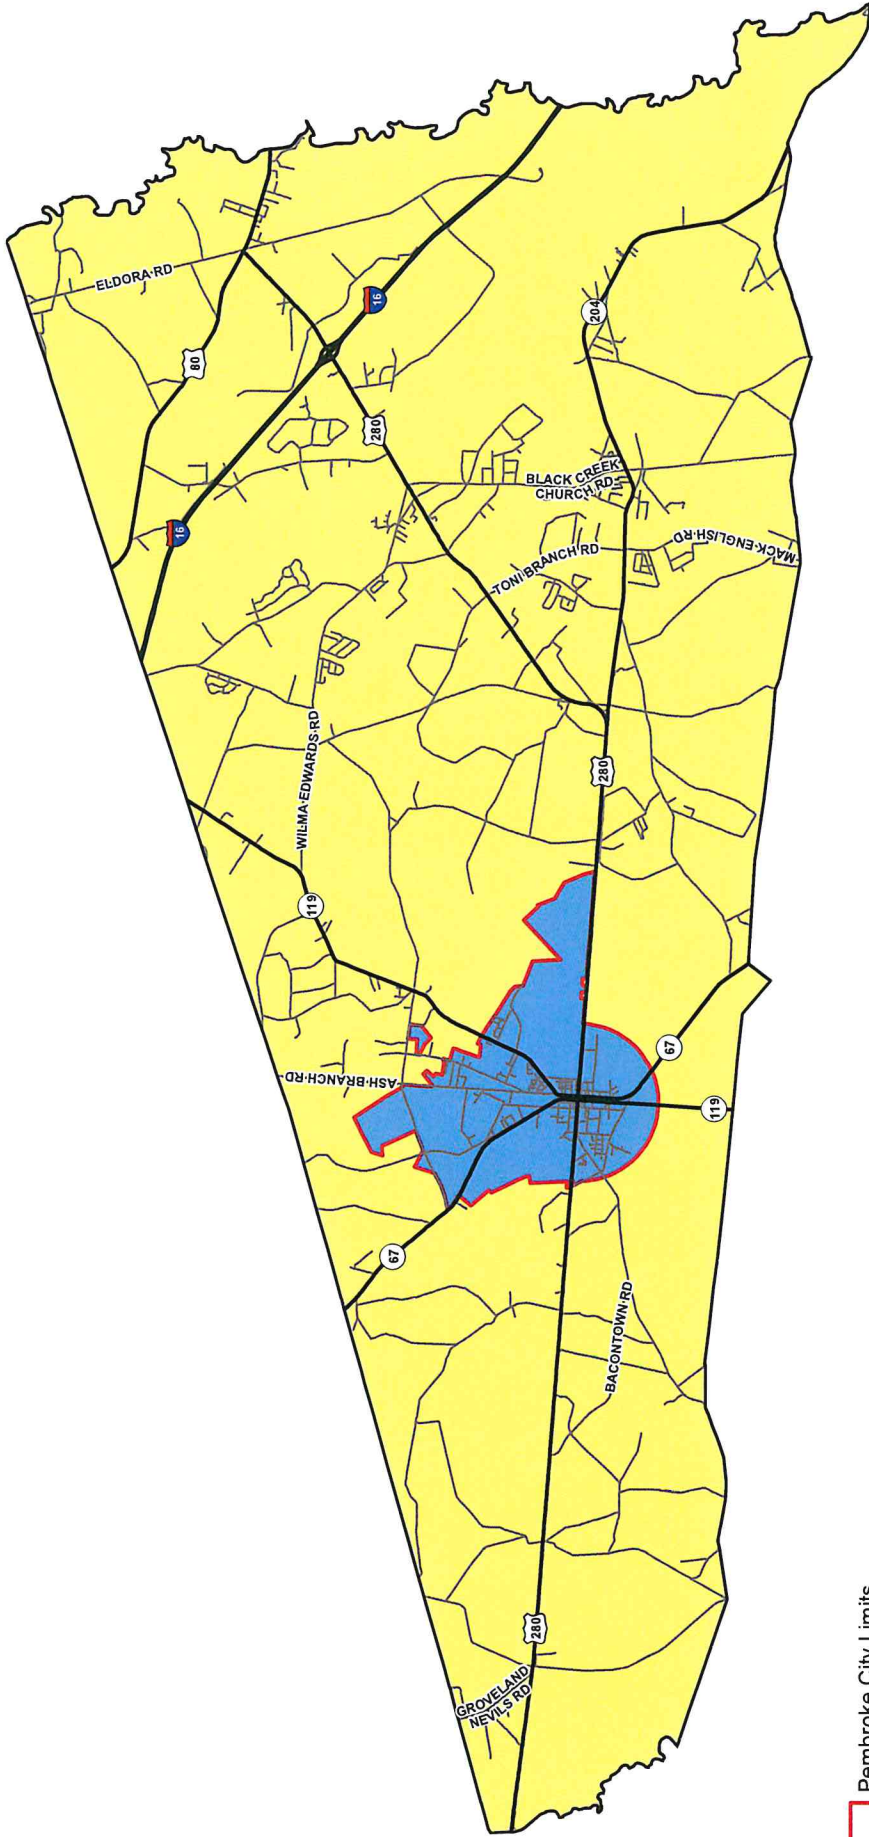 ELDORA RD
80
16
16
280
204
BLACK CREEK
CHURCH RD
TONI BRANCH RD
MACK ENGLISH RD
WILMA EDWARDS RD
280
119
ASH BRANCH RD
67
67
119
BACONTOWN RD
280
GROVELAND
NEVILS RD
Pembroke City Limits